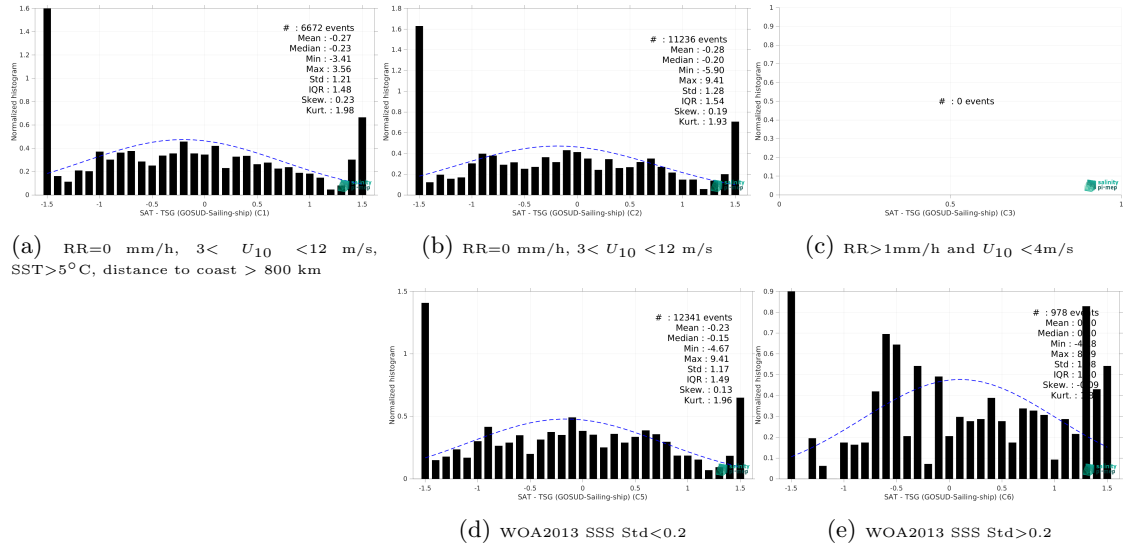 # : 6672 events
Mean : -0.27
Median : -0.23
Min : -3.41
Max : 3.56
Std : 1.21
IQR : 1.48
Skew. : 0.23
Kurt. : 1.98
Normalized histogram
1.6
1.4
1.2
1
0.8
0.6
0.4
0.2
0
-1.5 -1 -0.5 0 0.5 1 1.5
salinity
pi-mep
SAT - TSG (GOSUD-Sailing-ship) (C1)
(a) RR=0 mm/h, 3< U10 <12 m/s,
SST>5°C, distance to coast > 800 km
# : 11236 events
Mean : -0.28
Median : -0.20
Min : -5.90
Max : 9.41
Std : 1.28
IQR : 1.54
Skew. : 0.19
Kurt. : 1.93
Normalized histogram
1.8
1.6
1.4
1.2
1
0.8
0.6
0.4
0.2
0
-1.5 -1 -0.5 0 0.5 1 1.5
salinity
pi-mep
SAT - TSG (GOSUD-Sailing-ship) (C2)
(b) RR=0 mm/h, 3< U10 <12 m/s
# : 0 events
Normalized histogram
1
0.9
0.8
0.7
0.6
0.5
0.4
0.3
0.2
0.1
0
0 0.5 1
salinity
pi-mep
SAT - TSG (GOSUD-Sailing-ship) (C3)
(c) RR>1mm/h and U10 <4m/s
# : 12341 events
Mean : -0.23
Median : -0.15
Min : -4.67
Max : 9.41
Std : 1.17
IQR : 1.49
Skew. : 0.13
Kurt. : 1.96
Normalized histogram
1.5
1
0.5
0
-1.5 -1 -0.5 0 0.5 1 1.5
salinity
pi-mep
SAT - TSG (GOSUD-Sailing-ship) (C5)
(d) WOA2013 SSS Std<0.2
# : 978 events
Mean :
Median :
Min :
Max :
Std :
IQR :
Skew. :
Kurt. :
Normalized histogram
0.9
0.8
0.7
0.6
0.5
0.4
0.3
0.2
0.1
0
-1.5 -1 -0.5 0 0.5 1 1.5
salinity
pi-mep
SAT - TSG (GOSUD-Sailing-ship) (C6)
(e) WOA2013 SSS Std>0.2